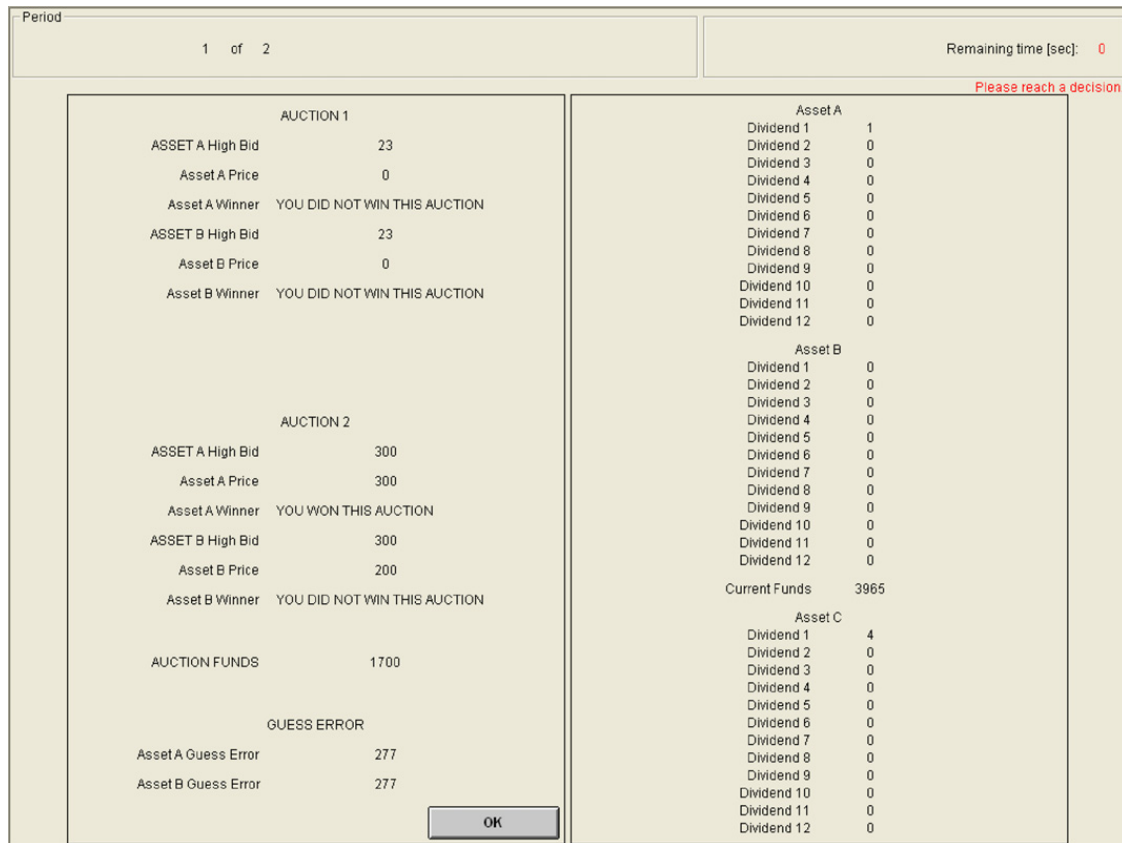 Period
1 of 2
Remaining time [sec]: 0
Please reach a decision
AUCTION 1
ASSET A High Bid 23
Asset A Price 0
Asset A Winner YOU DID NOT WIN THIS AUCTION
ASSET B High Bid 23
Asset B Price 0
Asset B Winner YOU DID NOT WIN THIS AUCTION
AUCTION 2
ASSET A High Bid 300
Asset A Price 300
Asset A Winner YOU WON THIS AUCTION
ASSET B High Bid 300
Asset B Price 200
Asset B Winner YOU DID NOT WIN THIS AUCTION
AUCTION FUNDS 1700
GUESS ERROR
Asset A Guess Error 277
Asset B Guess Error 277
OK
Asset A
Dividend 1 1
Dividend 2 0
Dividend 3 0
Dividend 4 0
Dividend 5 0
Dividend 6 0
Dividend 7 0
Dividend 8 0
Dividend 9 0
Dividend 10 0
Dividend 11 0
Dividend 12 0
Asset B
Dividend 1 0
Dividend 2 0
Dividend 3 0
Dividend 4 0
Dividend 5 0
Dividend 6 0
Dividend 7 0
Dividend 8 0
Dividend 9 0
Dividend 10 0
Dividend 11 0
Dividend 12 0
Current Funds 3965
Asset C
Dividend 1 4
Dividend 2 0
Dividend 3 0
Dividend 4 0
Dividend 5 0
Dividend 6 0
Dividend 7 0
Dividend 8 0
Dividend 9 0
Dividend 10 0
Dividend 11 0
Dividend 12 0